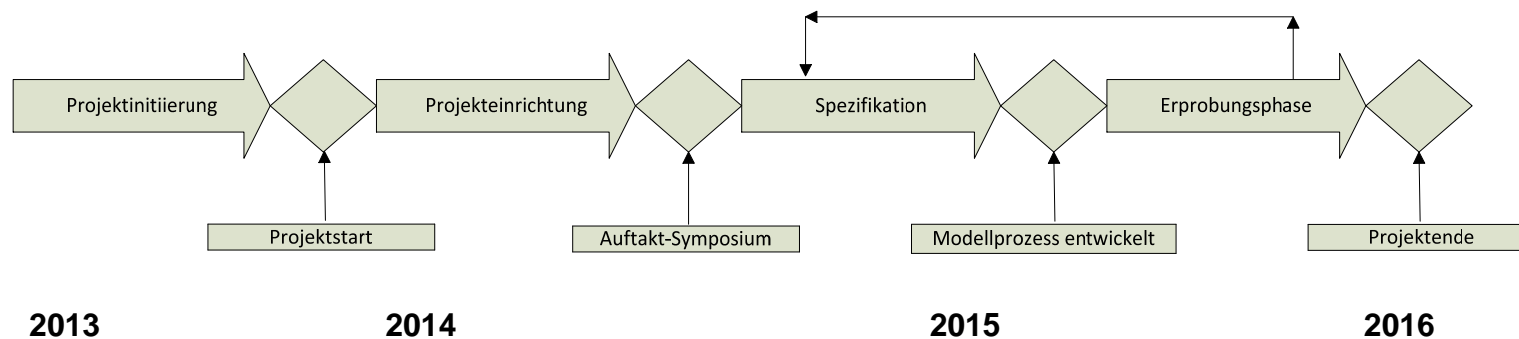 Projektinitiierung
Projekteinrichtung
Spezifikation
Erprobungsphase
Projektstart
Auftakt-Symposium
Modellprozess entwickelt
Projektende
2013
2014
2015
2016